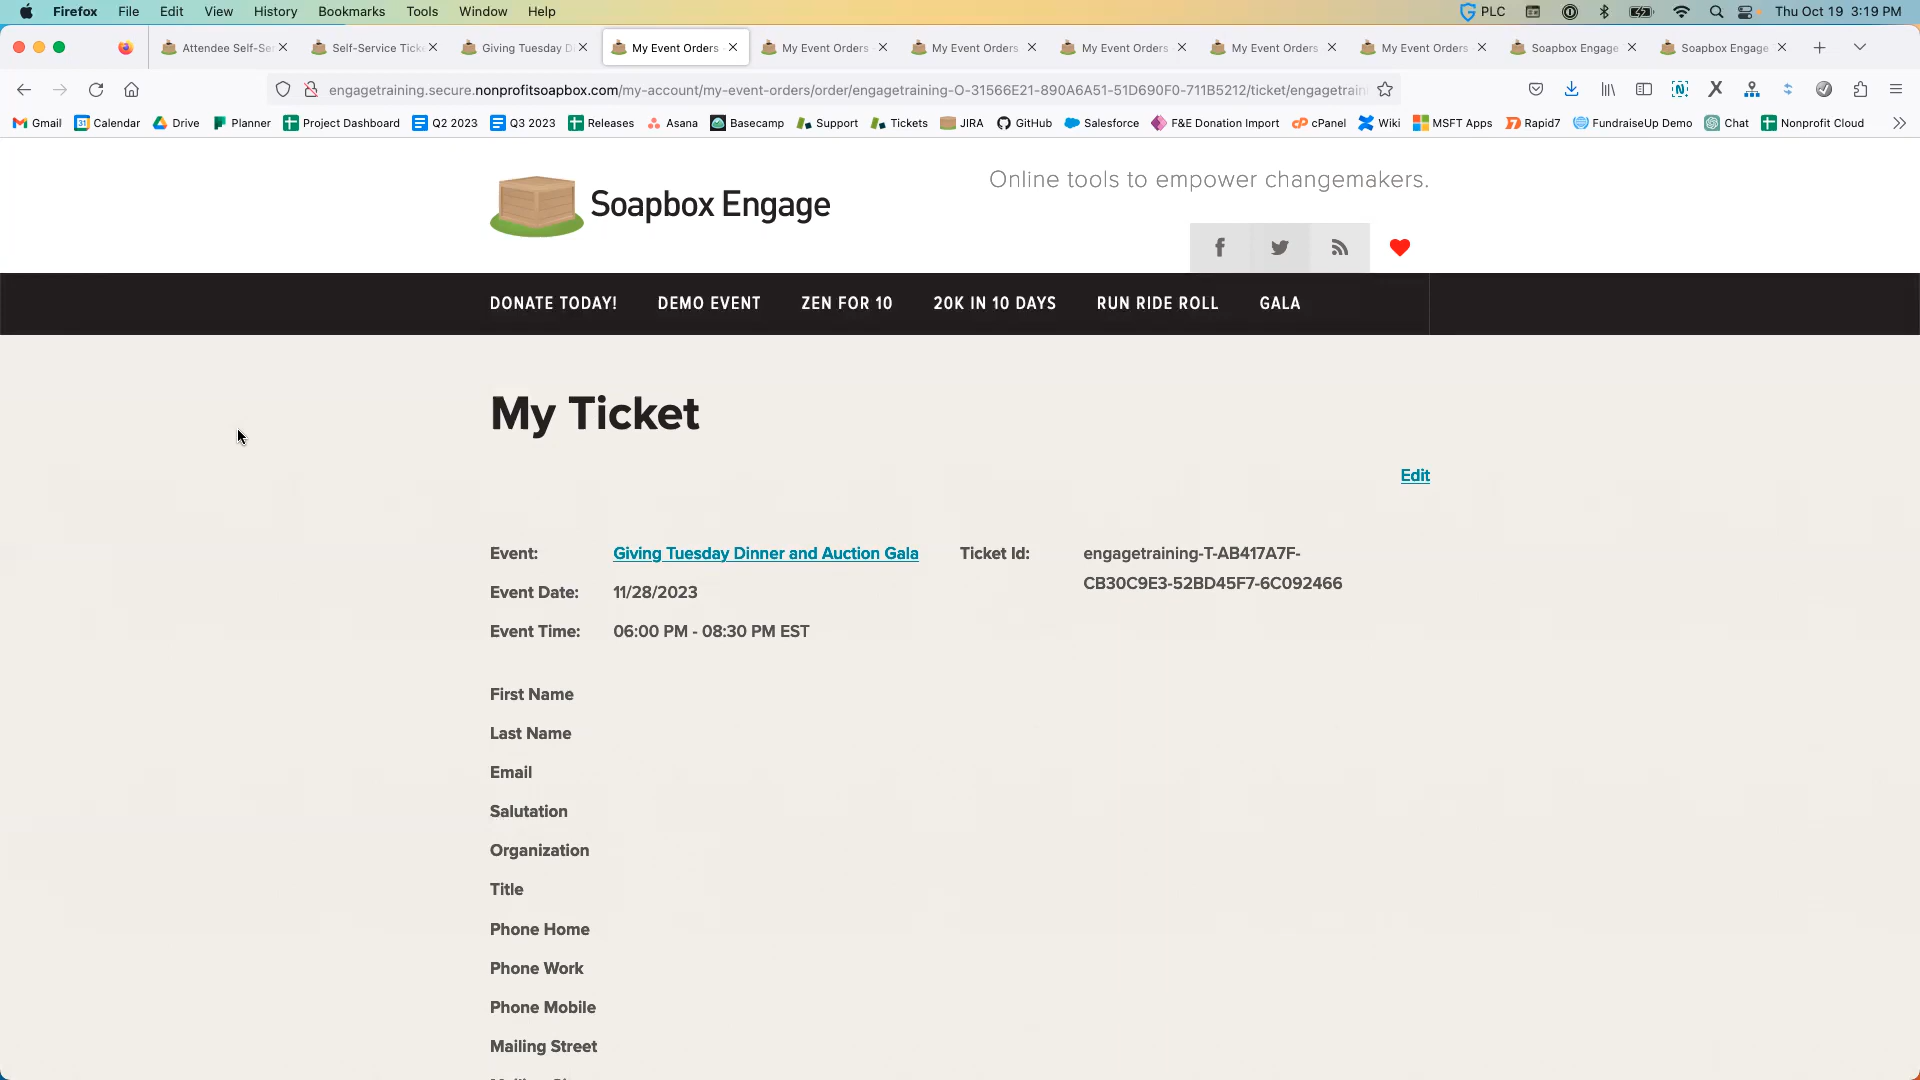 Firefox File Edit View History Bookmarks Tools Window Help PLC Thu Oct 19 3:19 PM
Attendee Self-Se Self-Service Tick Giving Tuesday D My Event Orders My Event Orders My Event Orders My Event Orders My Event Orders My Event Orders Soapbox Engage Soapbox Engage
engagetraining.secure.nonprofitsoapbox.com/my-account/my-event-orders/order/engagetraining-O-31566E21-890A6A51-51D690F0-711B5212/ticket/engagetrain
Gmail Calendar Drive Planner Project Dashboard Q2 2023 Q3 2023 Releases Asana Basecamp Support Tickets JIRA GitHub Salesforce F&E Donation Import cPanel Wiki MSFT Apps Rapid7 FundraiseUp Demo Chat Nonprofit Cloud
Soapbox Engage
Online tools to empower changemakers.
DONATE TODAY! DEMO EVENT ZEN FOR 10 20K IN 10 DAYS RUN RIDE ROLL GALA
My Ticket
Edit
Event: Giving Tuesday Dinner and Auction Gala
Event Date: 11/28/2023
Event Time: 06:00 PM - 08:30 PM EST
Ticket Id: engagetraining-T-AB417A7F-
CB30C9E3-52BD45F7-6C092466
First Name
Last Name
Email
Salutation
Organization
Title
Phone Home
Phone Work
Phone Mobile
Mailing Street